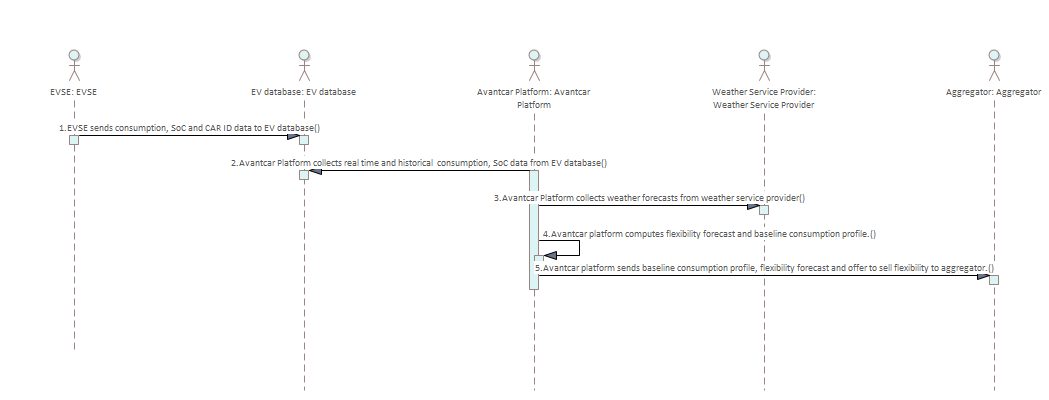 EVSE: EVSE
EV database: EV database
Avantcar Platform: Avantcar
Platform
Weather Service Provider:
Weather Service Provider
Aggregator: Aggregator
1.EVSE sends consumption, SoC and CAR ID data to EV database()
2.Avantcar Platform collects real time and historical consumption, SoC data from EV database()
3.Avantcar Platform collects weather forecasts from weather service provider()
4.Avantcar platform computes flexibility forecast and baseline consumption profile.()
5.Avantcar platform sends baseline consumption profile, flexibility forecast and offer to sell flexibility to aggregator.()